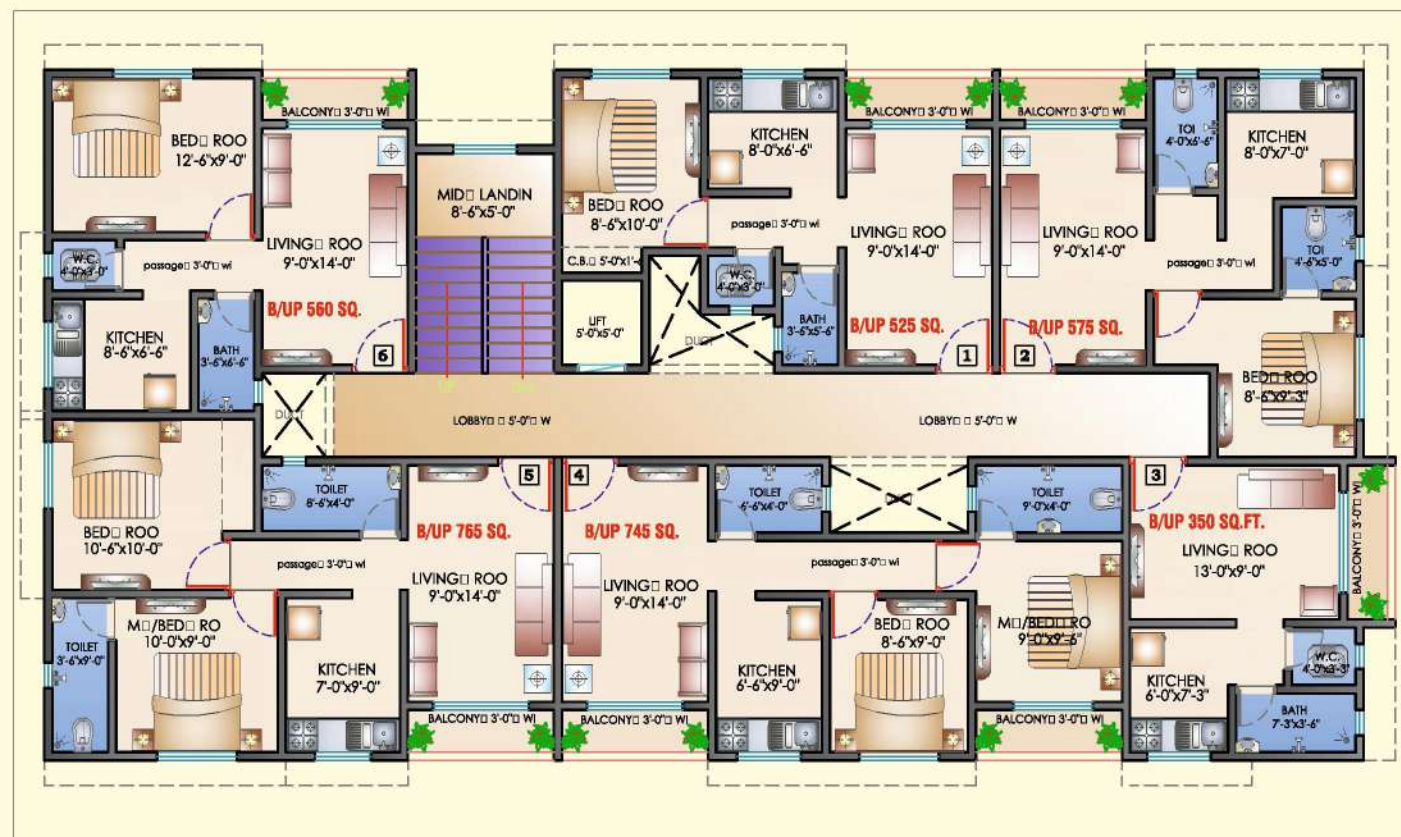 BED□ ROO
12'-6"x9'-0"
BALCONY□ 3'-0"□ WI
LIVING□ ROO
9'-0"x14'-0"
B/UP 560 SQ.
6
W.C.
4'-0"x3'-0"
passage□ 3'-0"□ wi
KITCHEN
8'-6"x6'-6"
BATH
3'-6"x6'-6"
MID□ LANDIN
8'-6"x5'-0"
UP
LIFT
5'-0"x5'-0"
BED□ ROO
8'-6"x10'-0"
KITCHEN
8'-0"x6'-6"
passage□ 3'-0"□ wi
W.C.
4'-0"x3'-0"
BATH
3'-6"x5'-6"
DUCT
BALCONY□ 3'-0"□ WI
LIVING□ ROO
9'-0"x14'-0"
B/UP 525 SQ.
1
BALCONY□ 3'-0"□ WI
LIVING□ ROO
9'-0"x14'-0"
B/UP 575 SQ.
2
TOI
4'-0"x6'-6"
KITCHEN
8'-0"x7'-0"
passage□ 3'-0"□ wi
TOI
4'-6"x5'-0"
BED□ ROO
8'-6"x9'-3"
DUCT
LOBBY□ □ 5'-0"□ W
LOBBY□ □ 5'-0"□ W
BED□ ROO
10'-6"x10'-0"
TOILET
8'-6"x4'-0"
5
B/UP 765 SQ.
LIVING□ ROO
9'-0"x14'-0"
passage□ 3'-0"□ wi
TOILET
3'-6"x9'-0"
M□/BED□ RO
10'-0"x9'-0"
KITCHEN
7'-0"x9'-0"
BALCONY□ 3'-0"□ WI
4
B/UP 745 SQ.
LIVING□ ROO
9'-0"x14'-0"
BALCONY□ 3'-0"□ WI
TOILET
6'-6"x4'-0"
passage□ 3'-0"□ wi
KITCHEN
6'-6"x9'-0"
BED□ ROO
8'-6"x9'-0"
TOILET
9'-0"x4'-0"
M□/BED□ RO
9'-0"x9'-6"
BALCONY□ 3'-0"□ WI
3
B/UP 350 SQ.FT.
LIVING□ ROO
13'-0"x9'-0"
BALCONY□ 3'-0"□ WI
KITCHEN
6'-0"x7'-3"
W.C.
4'-0"x3'-3"
BATH
7'-3"x3'-6"